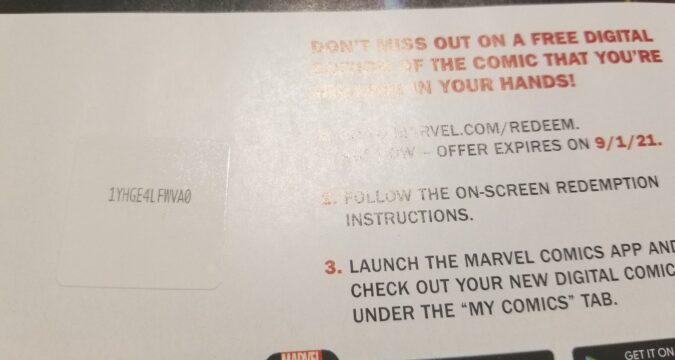 DON'T MISS OUT ON A FREE DIGITAL
OF THE COMIC THAT YOU'RE
IN YOUR HANDS!
MARVEL.COM/REDEEM.
– OFFER EXPIRES ON 9/1/21.
1YHGE4LFWVA0
2. FOLLOW THE ON-SCREEN REDEMPTION
INSTRUCTIONS.
3. LAUNCH THE MARVEL COMICS APP AND
CHECK OUT YOUR NEW DIGITAL COMIC
UNDER THE "MY COMICS" TAB.
MARVEL
GET IT ON